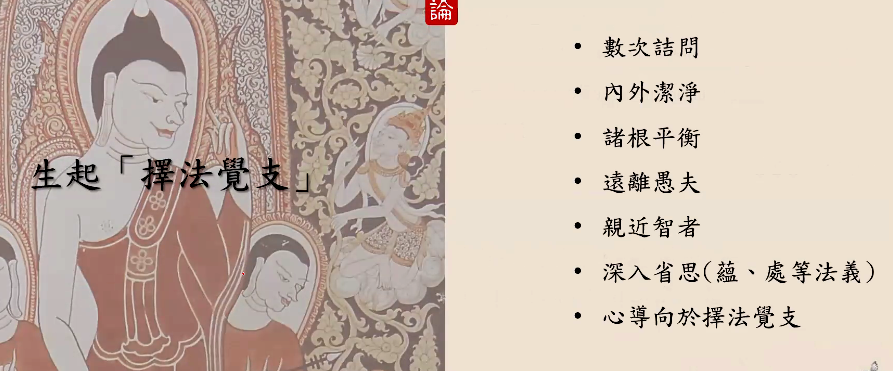 論
生起「擇法覺支」
• 數次詰問
• 內外潔淨
• 諸根平衡
• 遠離愚夫
• 親近智者
• 深入省思(蘊、處等法義)
• 心導向於擇法覺支